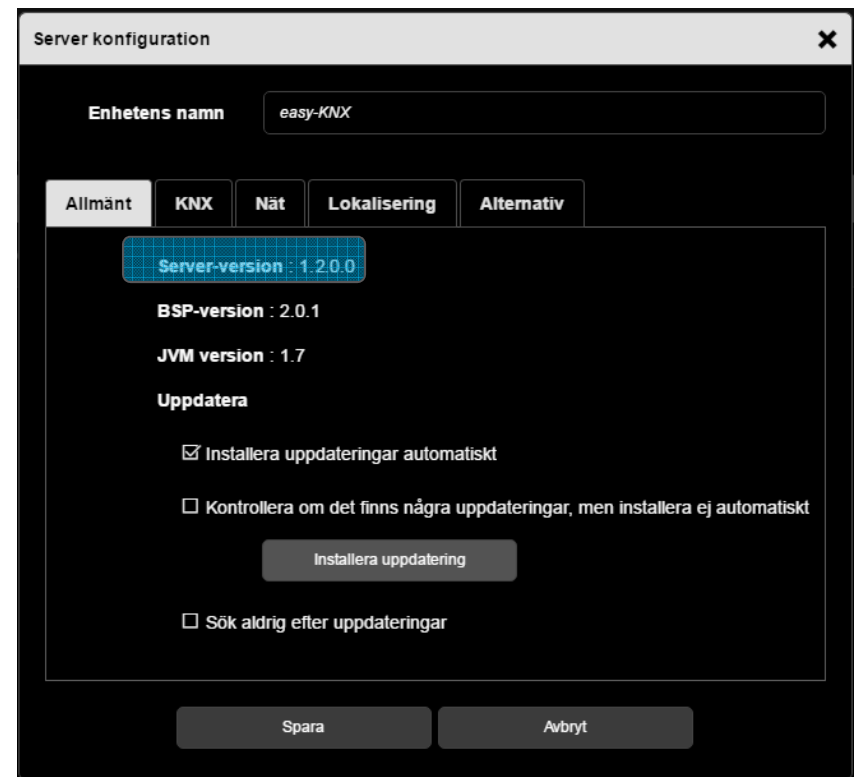 Server konfiguration
Enhetens namn
easy-KNX
Allmänt
KNX
Nät
Lokalisering
Alternativ
Server-version : 1.2.0.0
BSP-version : 2.0.1
JVM version : 1.7
Uppdatera
Installera uppdateringar automatiskt
Kontrollera om det finns några uppdateringar, men installera ej automatiskt
Installera uppdatering
Sök aldrig efter uppdateringar
Spara
Avbryt